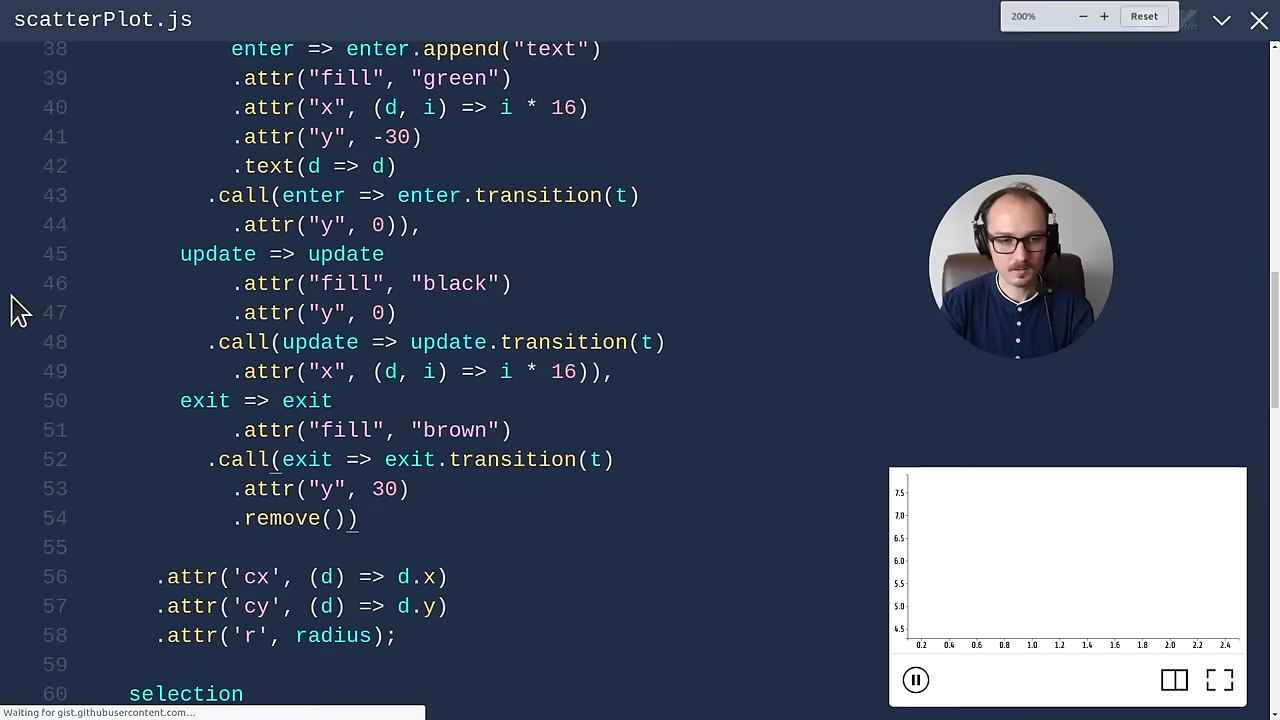 scatterPlot.js
200%
− + Reset
38 enter => enter.append("text")
39 .attr("fill", "green")
40 .attr("x", (d, i) => i * 16)
41 .attr("y", -30)
42 .text(d => d)
43 .call(enter => enter.transition(t)
44 .attr("y", 0)),
45 update => update
46 .attr("fill", "black")
47 .attr("y", 0)
48 .call(update => update.transition(t)
49 .attr("x", (d, i) => i * 16)),
50 exit => exit
51 .attr("fill", "brown")
52 .call(exit => exit.transition(t)
53 .attr("y", 30)
54 .remove())
55
56 .attr('cx', (d) => d.x)
57 .attr('cy', (d) => d.y)
58 .attr('r', radius);
59
60 selection
7.5
7.0
6.5
6.0
5.5
5.0
4.5
0.2 0.4 0.6 0.8 1.0 1.2 1.4 1.6 1.8 2.0 2.2 2.4
Waiting for gist.githubusercontent.com...